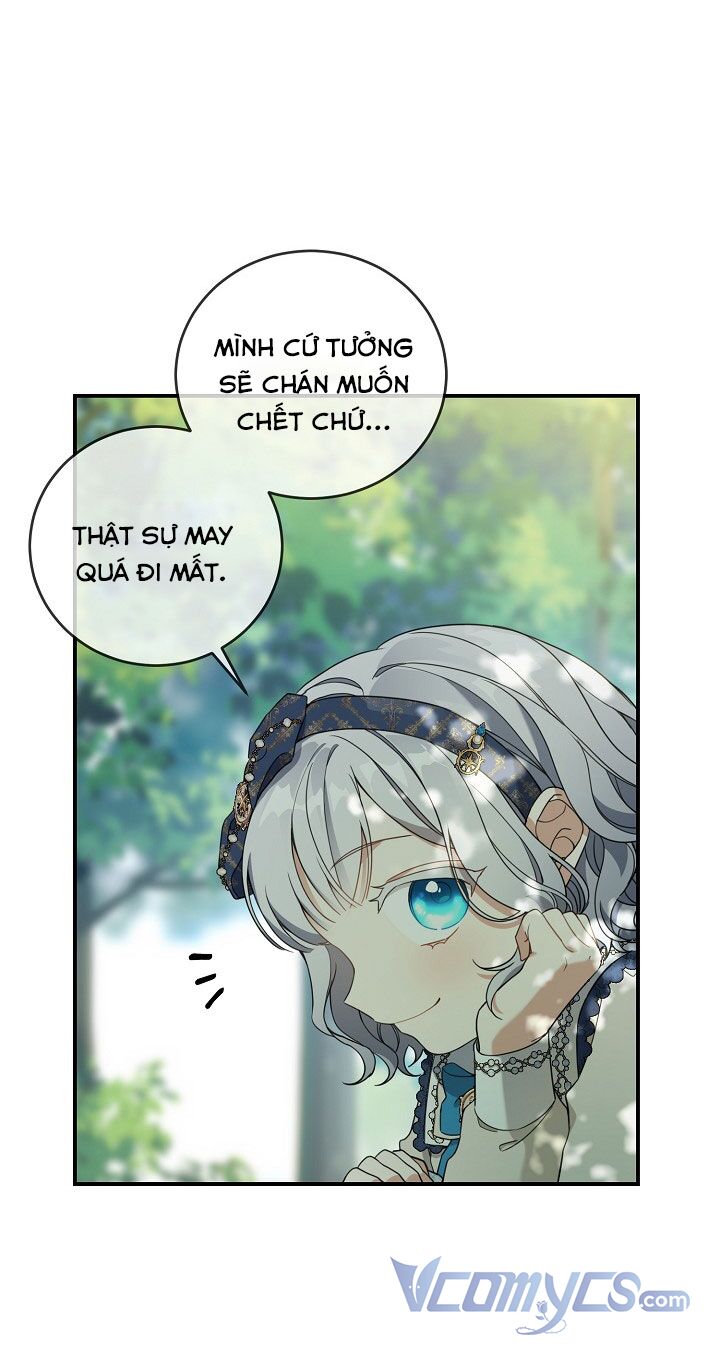 MÌNH CỨ TƯỞNG
SẼ CHÁN MUỐN
CHẾT CHỨ...
THẬT SỰ MAY
QUÁ ĐI MẤT.
VCOMYCS.com